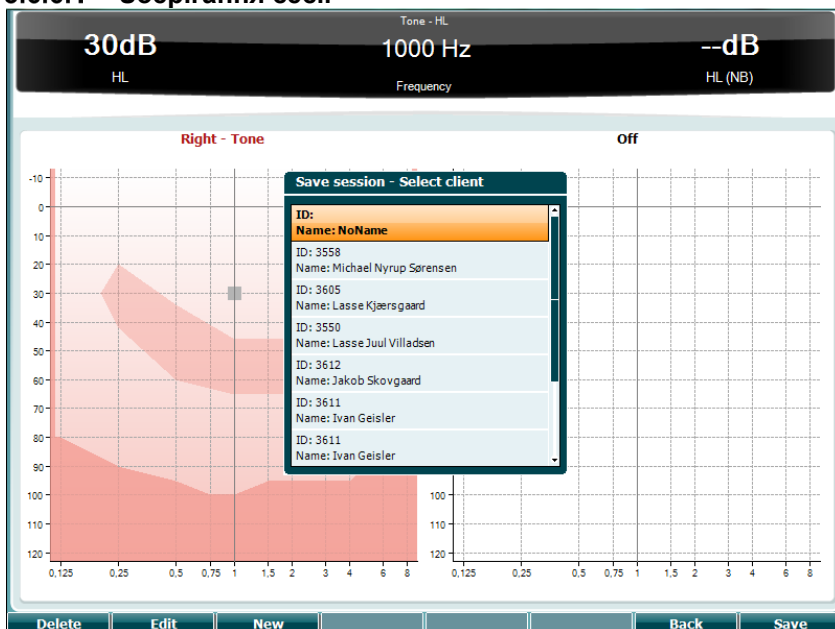 Tone - HL
30dB
1000 Hz
--dB
HL
HL (NB)
Frequency
Right - Tone
Off
Save session - Select client
ID:
Name: NoName
ID: 3558
Name: Michael Nyrup Sørensen
ID: 3605
Name: Lasse Kjærsgaard
ID: 3550
Name: Lasse Juul Villadsen
ID: 3612
Name: Jakob Skovgaard
ID: 3611
Name: Ivan Geisler
ID: 3611
Name: Ivan Geisler
-10
0
10
20
30
40
50
60
70
80
90
100
110
120
100
110
120
0,125 0,25 0,5 0,75 1 1,5 2 3 4 6 8
0,125 0,25 0,5 0,75 1 1,5 2 3 4 6 8
Delete Edit New Back Save